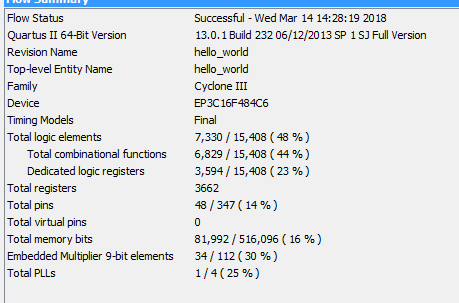 Flow Summary
Flow Status Successful - Wed Mar 14 14:28:19 2018
Quartus II 64-Bit Version 13.0.1 Build 232 06/12/2013 SP 1 SJ Full Version
Revision Name hello_world
Top-level Entity Name hello_world
Family Cyclone III
Device EP3C16F484C6
Timing Models Final
Total logic elements 7,330 / 15,408 ( 48 % )
Total combinational functions 6,829 / 15,408 ( 44 % )
Dedicated logic registers 3,594 / 15,408 ( 23 % )
Total registers 3662
Total pins 48 / 347 ( 14 % )
Total virtual pins 0
Total memory bits 81,992 / 516,096 ( 16 % )
Embedded Multiplier 9-bit elements 34 / 112 ( 30 % )
Total PLLs 1 / 4 ( 25 % )